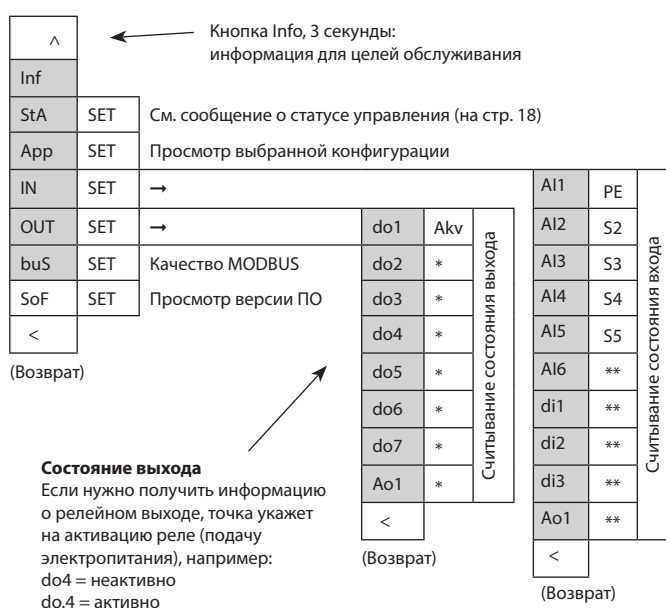 ^
Кнопка Info, 3 секунды:
информация для целей обслуживания
Inf
StA SET См. сообщение о статусе управления (на стр. 18)
App SET Просмотр выбранной конфигурации
IN SET →
OUT SET →
buS SET Качество MODBUS
SoF SET Просмотр версии ПО
<
(Возврат)
do1 Akv
do2 *
do3 *
do4 *
do5 *
do6 *
do7 *
Ao1 *
<
(Возврат)
Считывание состояния выхода
AI1 PE
AI2 S2
AI3 S3
AI4 S4
AI5 S5
AI6 **
di1 **
di2 **
di3 **
Ao1 **
<
(Возврат)
Считывание состояния входа
Состояние выхода
Если нужно получить информацию
о релейном выходе, точка укажет
на активацию реле (подачу
электропитания), например:
do4 = неактивно
do.4 = активно